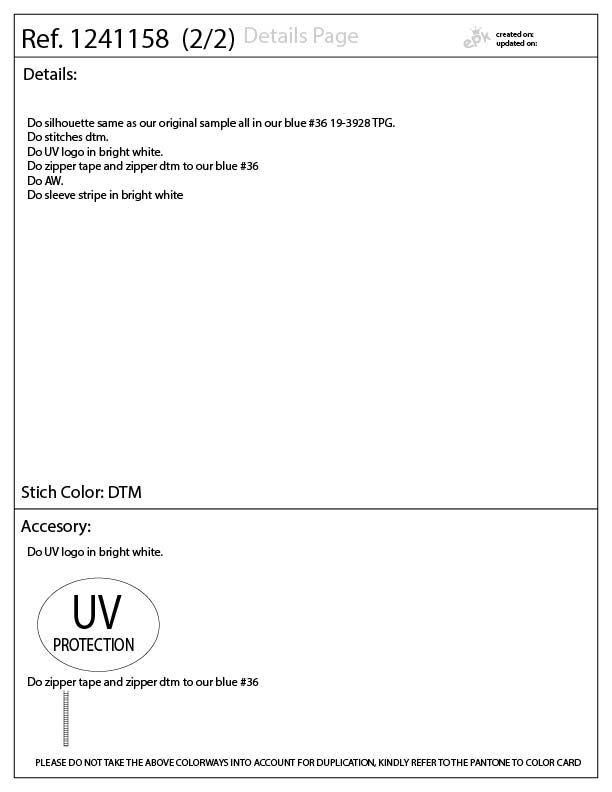 Ref. 1241158 (2/2) Details Page
epk
created on:
updated on:
Details:
Do silhouette same as our original sample all in our blue #36 19-3928 TPG.
Do stitches dtm.
Do UV logo in bright white.
Do zipper tape and zipper dtm to our blue #36
Do AW.
Do sleeve stripe in bright white
Stich Color: DTM
Accesory:
Do UV logo in bright white.
UV
PROTECTION
Do zipper tape and zipper dtm to our blue #36
PLEASE DO NOT TAKE THE ABOVE COLORWAYS INTO ACCOUNT FOR DUPLICATION, KINDLY REFER TO THE PANTONE TO COLOR CARD